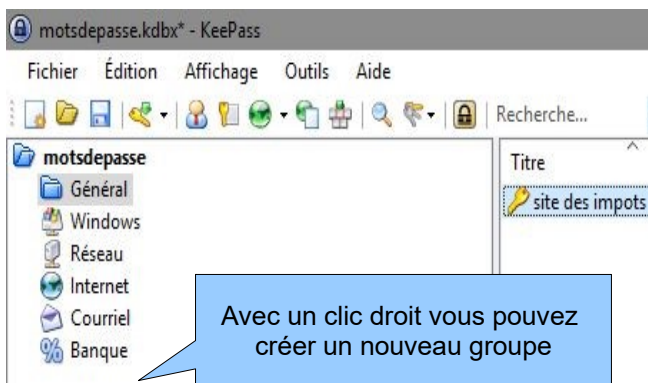 motsdepasse.kdbx* - KeePass
Fichier Édition Affichage Outils Aide
Recherche...
motsdepasse
Général
Windows
Réseau
Internet
Courriel
Banque
Titre
site des impots
Avec un clic droit vous pouvez
créer un nouveau groupe